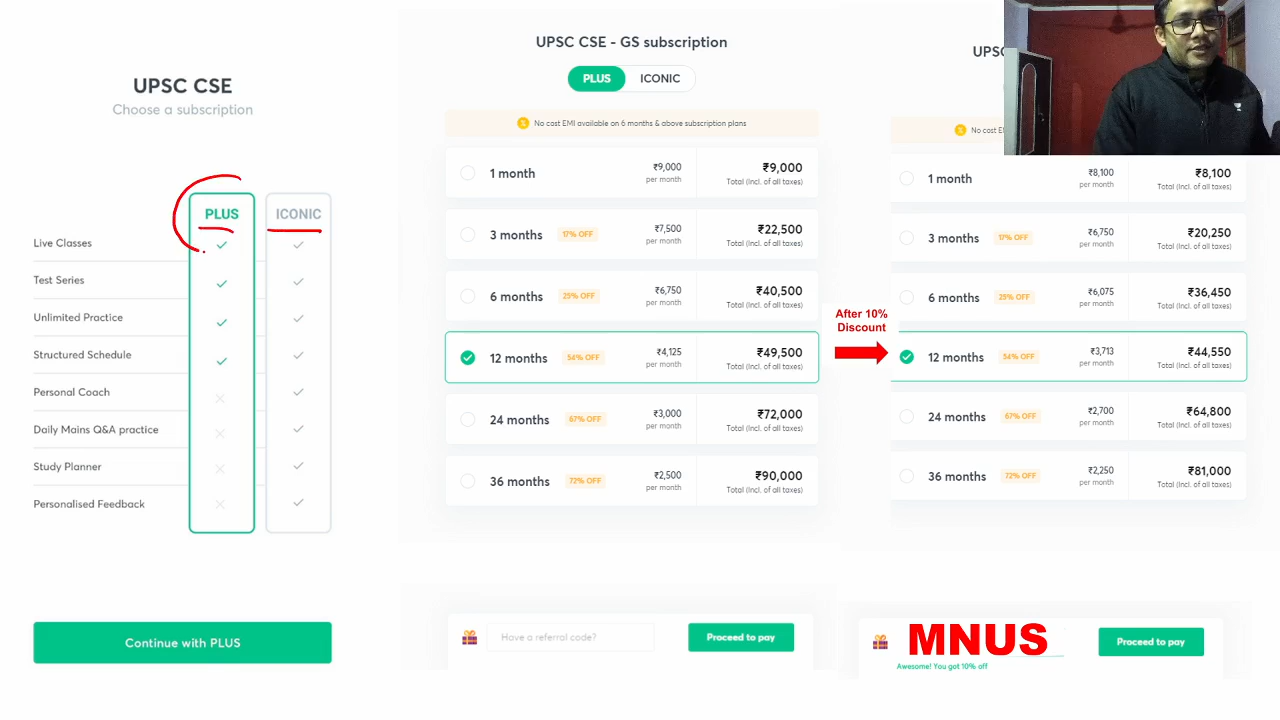 UPSC CSE
Choose a subscription
PLUS
ICONIC
Live Classes
Test Series
Unlimited Practice
Structured Schedule
Personal Coach
Daily Mains Q&A practice
Study Planner
Personalised Feedback
Continue with PLUS
UPSC CSE - GS subscription
PLUS
ICONIC
No cost EMI available on 6 months & above subscription plans
1 month ₹9,000 ₹9,000
per month Total (Incl. of all taxes)
3 months 17% OFF ₹7,500 ₹22,500
per month Total (Incl. of all taxes)
6 months 25% OFF ₹6,750 ₹40,500
per month Total (Incl. of all taxes)
12 months 54% OFF ₹4,125 ₹49,500
per month Total (Incl. of all taxes)
24 months 67% OFF ₹3,000 ₹72,000
per month Total (Incl. of all taxes)
36 months 72% OFF ₹2,500 ₹90,000
per month Total (Incl. of all taxes)
Have a referral code?
Proceed to pay
After 10%
Discount
UPSC
No cost EMI
1 month ₹8,100 ₹8,100
per month Total (Incl. of all taxes)
3 months 17% OFF ₹6,750 ₹20,250
per month Total (Incl. of all taxes)
6 months 25% OFF ₹6,075 ₹36,450
per month Total (Incl. of all taxes)
12 months 54% OFF ₹3,713 ₹44,550
per month Total (Incl. of all taxes)
24 months 67% OFF ₹2,700 ₹64,800
per month Total (Incl. of all taxes)
36 months 72% OFF ₹2,250 ₹81,000
per month Total (Incl. of all taxes)
MNUS
Awesome! You got 10% off
Proceed to pay